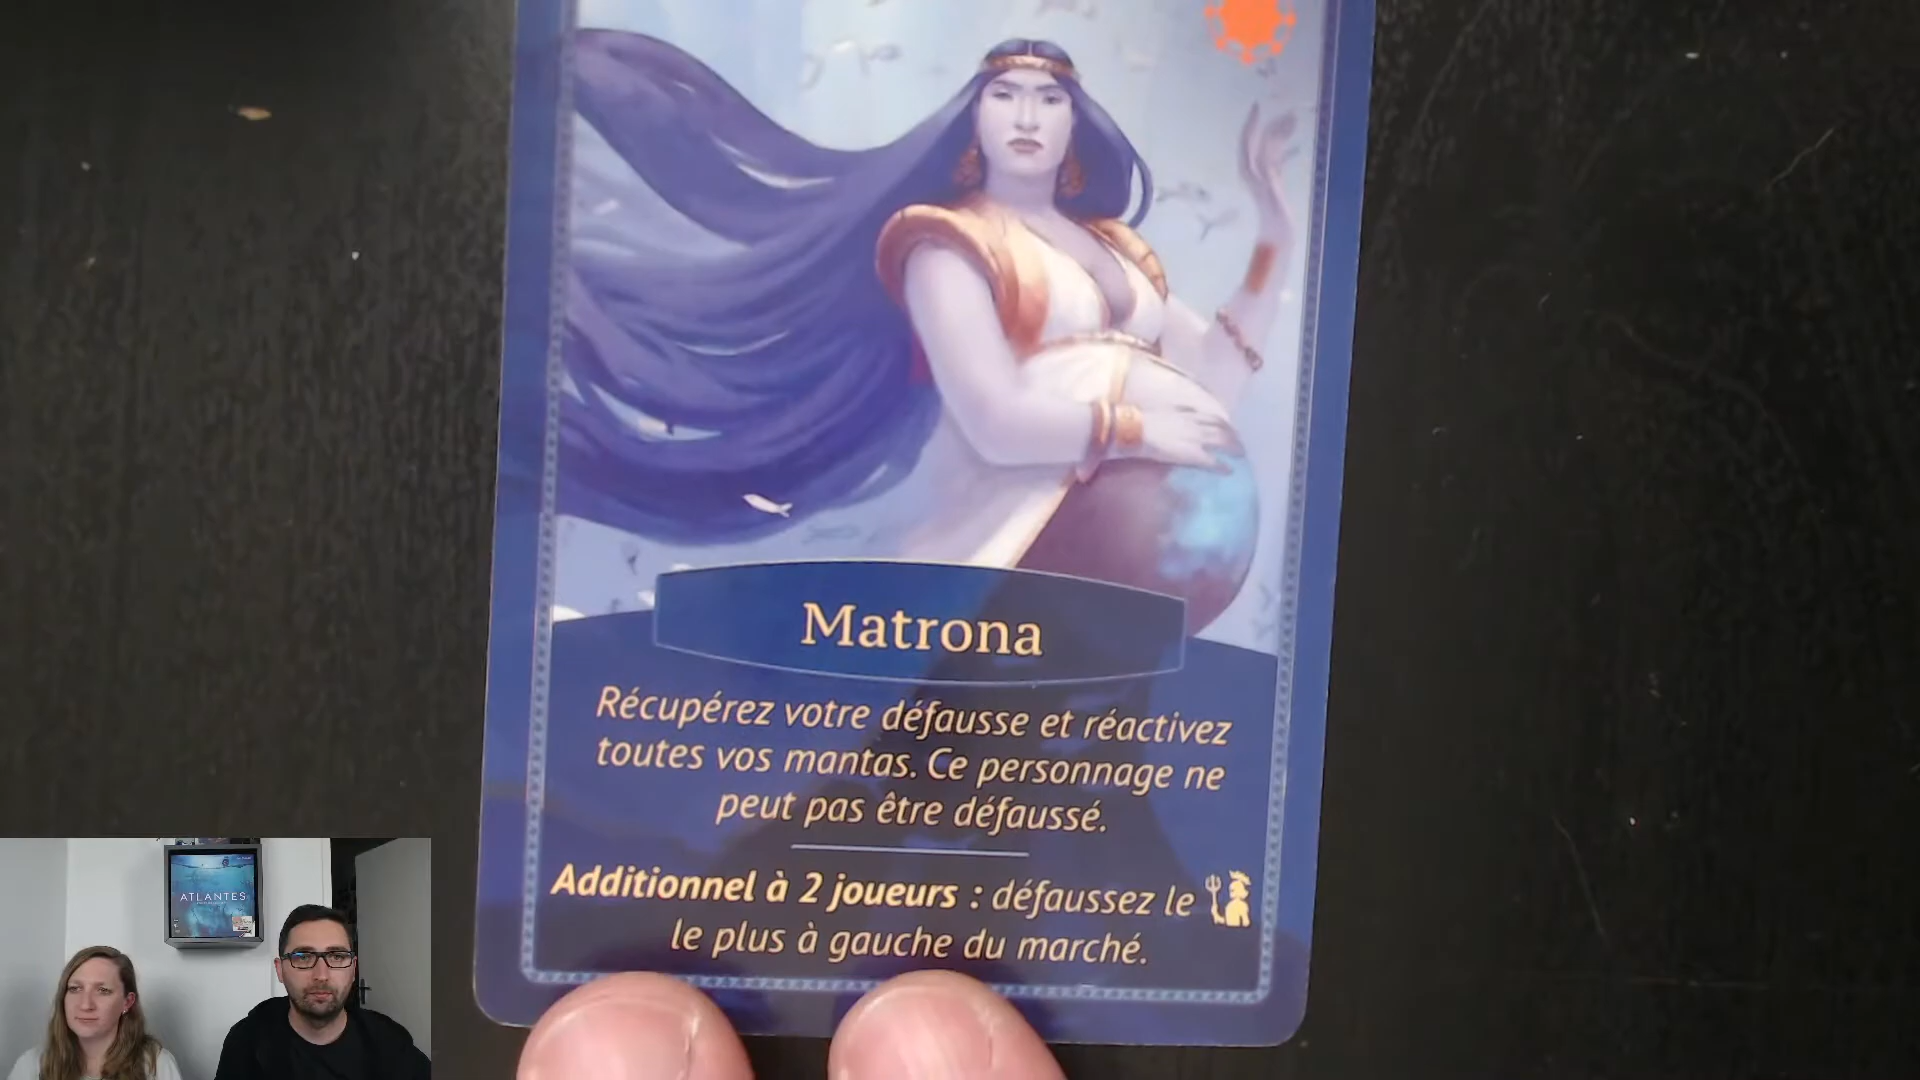 Matrona
Récupérez votre défausse et réactivez
toutes vos mantas. Ce personnage ne
peut pas être défaussé.
Additionnel à 2 joueurs : défaussez le
le plus à gauche du marché.
ATLANTES